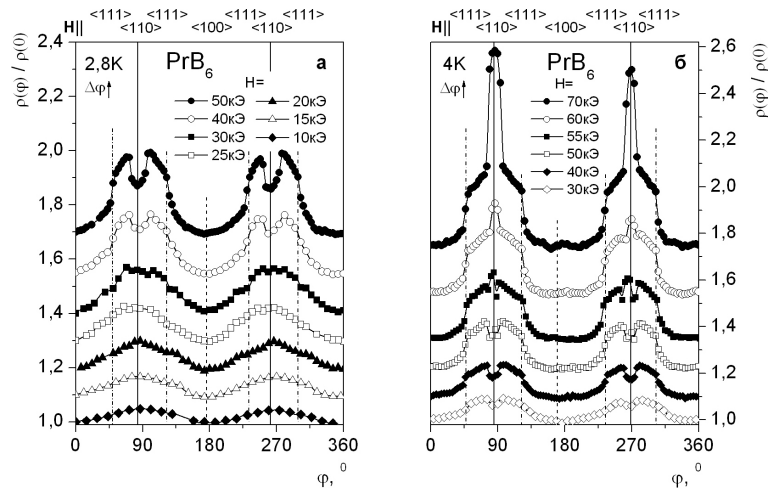 <111> <111> <100> <111> <111>
H|| <110> <110>
2,4
2,2
2,0
1,8
1,6
1,4
1,2
1,0
ρ(φ) / ρ(0)
2,8K PrB6 а
Δφ↑
H=
50кЭ 20кЭ
40кЭ 15кЭ
30кЭ 10кЭ
25кЭ
0 90 180 270 360
φ, 0
<111> <111> <100> <111> <111>
H|| <110> <110>
4K PrB6 б
Δφ↑
H=
70кЭ
60кЭ
55кЭ
50кЭ
40кЭ
30кЭ
2,6
2,4
2,2
2,0
1,8
1,6
1,4
1,2
1,0
ρ(φ) / ρ(0)
0 90 180 270 360
φ, 0